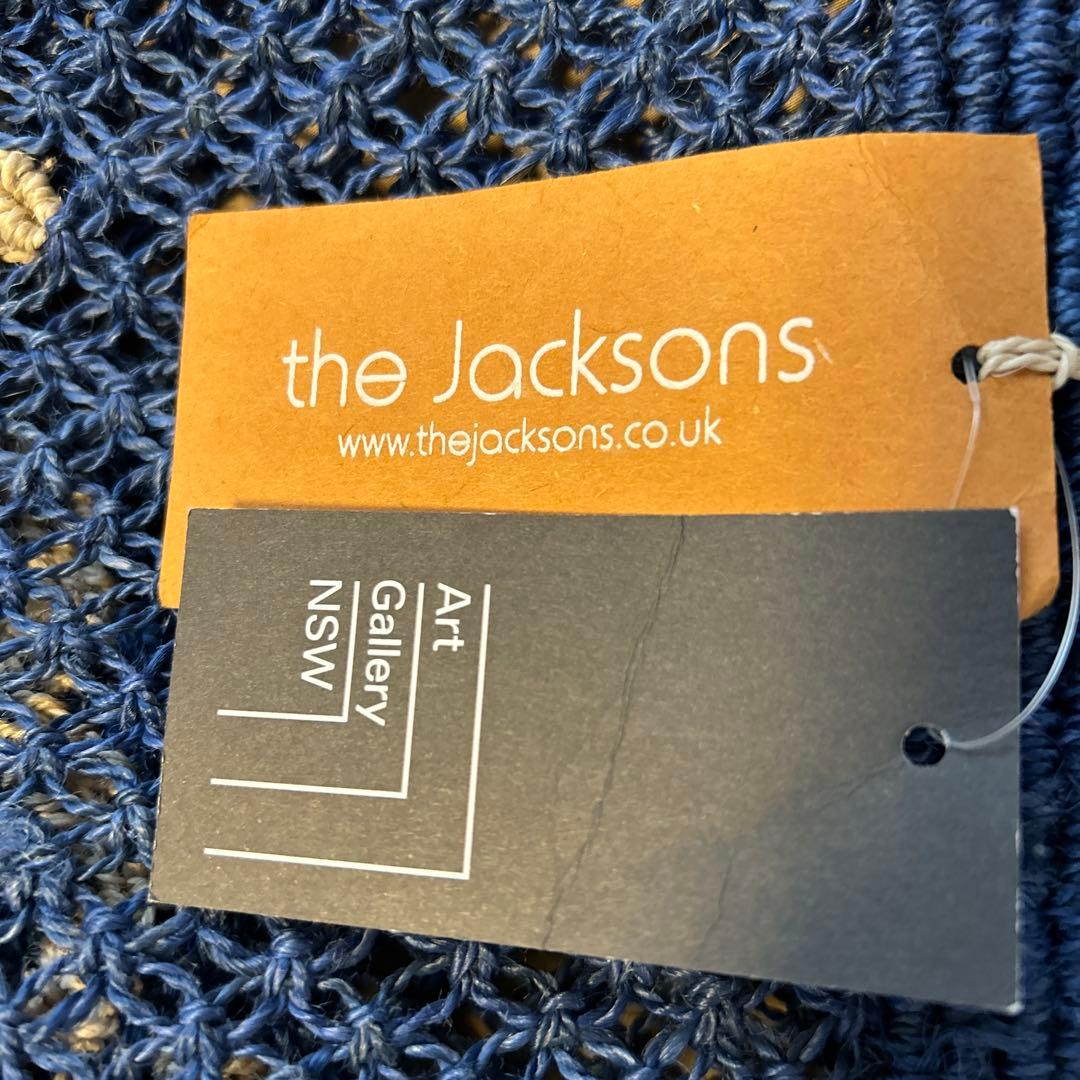 the Jacksons
www.thejacksons.co.uk
Art
Gallery
NSW